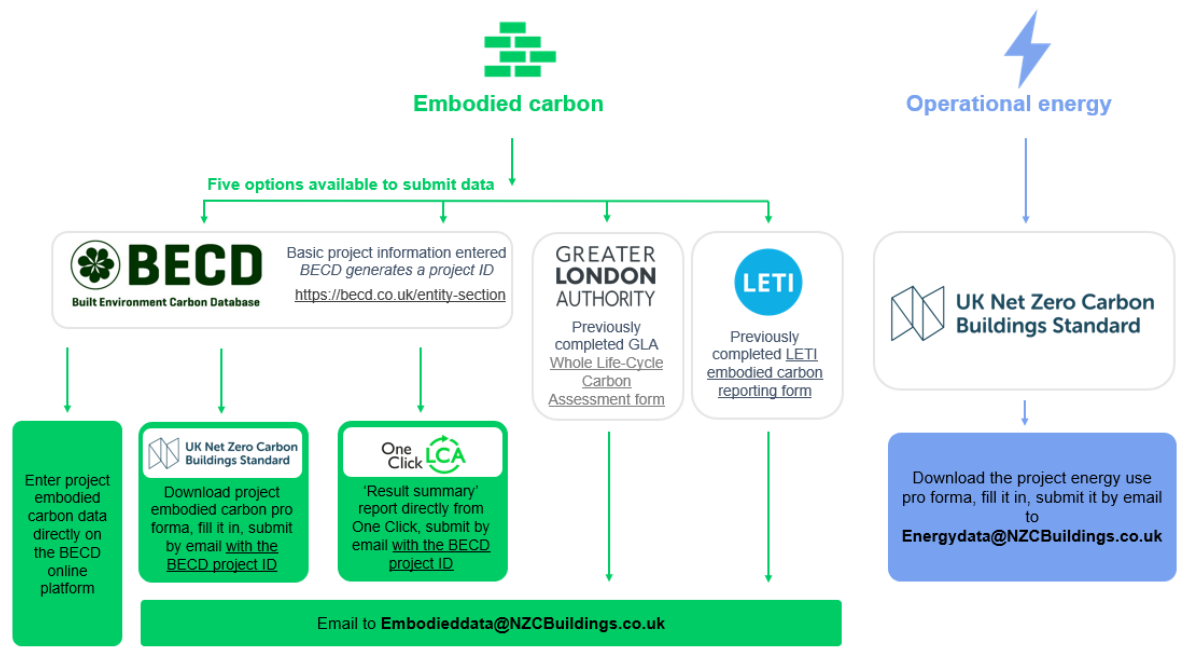 Embodied carbon
Operational energy
Five options available to submit data
BECD
Built Environment Carbon Database
Basic project information entered
BECD generates a project ID
https://becd.co.uk/entity-section
GREATER
LONDON
AUTHORITY
Previously
completed GLA
Whole Life-Cycle
Carbon
Assessment form
LETI
Previously
completed LETI
embodied carbon
reporting form
UK Net Zero Carbon
Buildings Standard
Enter project
embodied
carbon data
directly on
the BECD
online
platform
UK Net Zero Carbon
Buildings Standard
Download project
embodied carbon pro
forma, fill it in, submit
by email with the
BECD project ID
One
Click LCA
‘Result summary’
report directly from
One Click, submit by
email with the BECD
project ID
Download the project energy use
pro forma, fill it in, submit it by email
to
Energydata@NZCBuildings.co.uk
Email to Embodieddata@NZCBuildings.co.uk